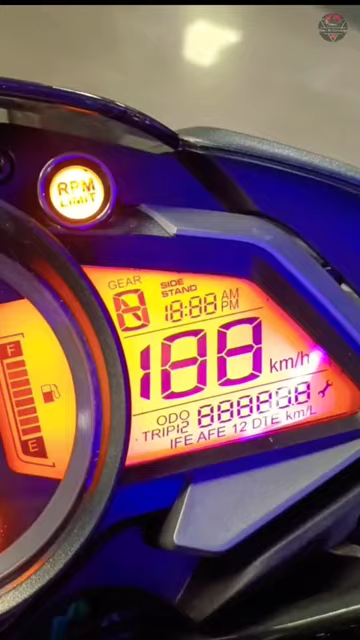 RPM
LIMIT
GEAR
SIDE
STAND
8
18:88 AM
PM
188 km/h
F
E
ODO
TRIP12
888888
km/L
IFE AFE 12 DTE